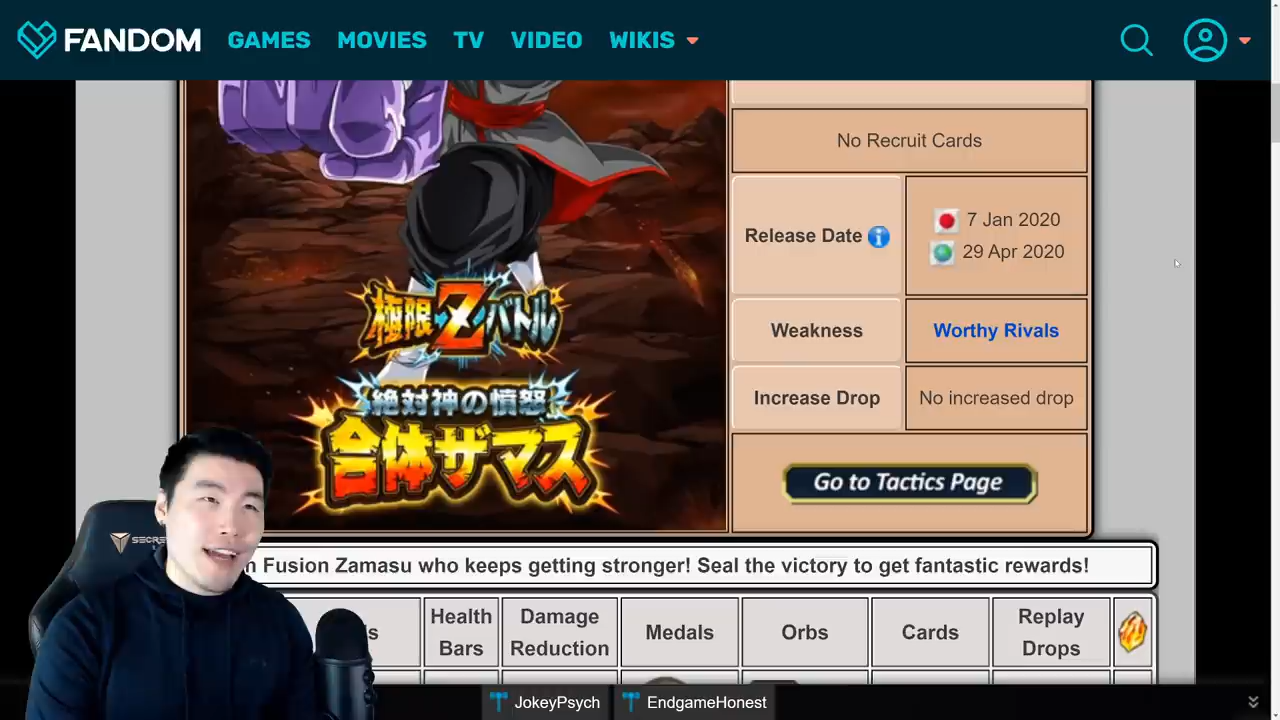 FANDOM GAMES MOVIES TV VIDEO WIKIS
No Recruit Cards
Release Date
7 Jan 2020
29 Apr 2020
Weakness
Worthy Rivals
Increase Drop
No increased drop
Go to Tactics Page
極限Zバトル
絶対神の憤怒
合体ザマス
Fusion Zamasu who keeps getting stronger! Seal the victory to get fantastic rewards!
Health Bars
Damage Reduction
Medals
Orbs
Cards
Replay Drops
JokeyPsych
EndgameHonest